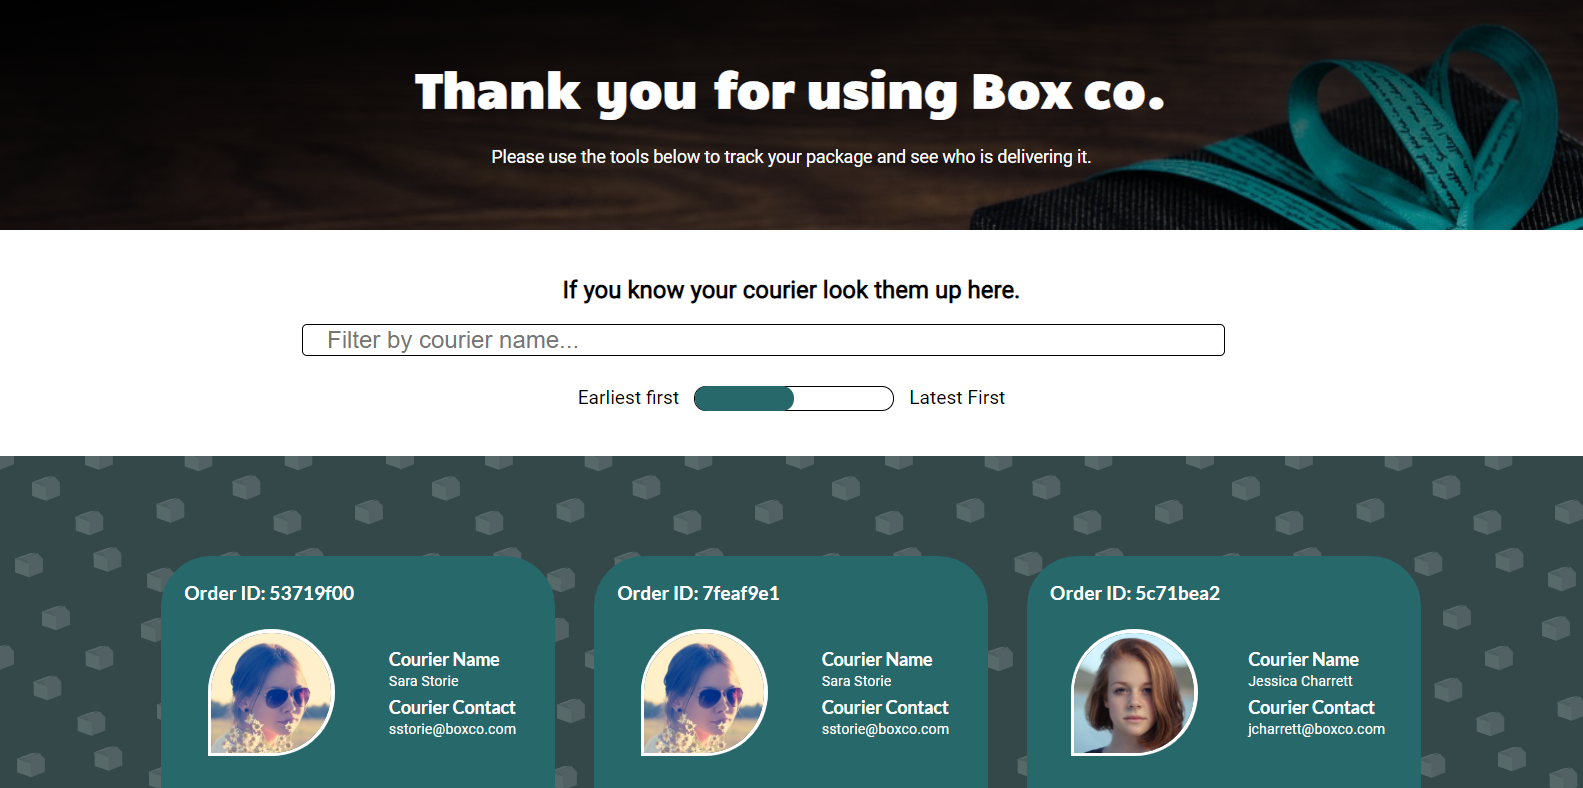 Thank you for using Box co.
Please use the tools below to track your package and see who is delivering it.
If you know your courier look them up here.
Filter by courier name...
Earliest first
Latest First
Order ID: 53719f00
Courier Name
Sara Storie
Courier Contact
sstorie@boxco.com
Order ID: 7feaf9e1
Courier Name
Sara Storie
Courier Contact
sstorie@boxco.com
Order ID: 5c71bea2
Courier Name
Jessica Charrett
Courier Contact
jcharrett@boxco.com